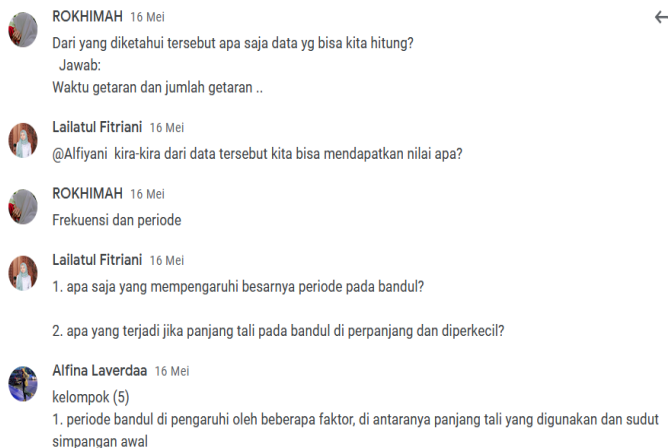 ROKHIMAH 16 Mei
Dari yang diketahui tersebut apa saja data yg bisa kita hitung?
Jawab:
Waktu getaran dan jumlah getaran ..
Lailatul Fitriani 16 Mei
@Alfiyani kira-kira dari data tersebut kita bisa mendapatkan nilai apa?
ROKHIMAH 16 Mei
Frekuensi dan periode
Lailatul Fitriani 16 Mei
1. apa saja yang mempengaruhi besarnya periode pada bandul?
2. apa yang terjadi jika panjang tali pada bandul di perpanjang dan diperkecil?
Alfina Laverdaa 16 Mei
kelompok (5)
1. periode bandul di pengaruhi oleh beberapa faktor, di antaranya panjang tali yang digunakan dan sudut
simpangan awal